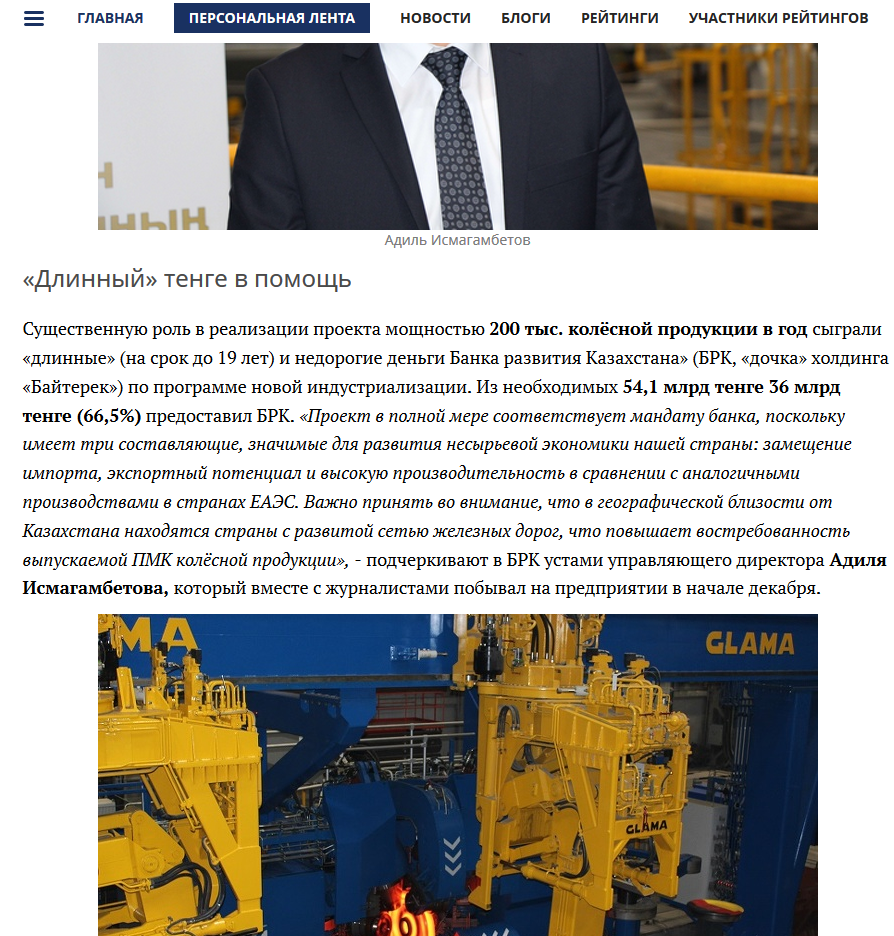 ГЛАВНАЯ ПЕРСОНАЛЬНАЯ ЛЕНТА НОВОСТИ БЛОГИ РЕЙТИНГИ УЧАСТНИКИ РЕЙТИНГОВ
Адиль Исмагамбетов
«Длинный» тенге в помощь
Существенную роль в реализации проекта мощностью 200 тыс. колёсной продукции в год сыграли
«длинные» (на срок до 19 лет) и недорогие деньги Банка развития Казахстана» (БРК, «дочка» холдинга
«Байтерек») по программе новой индустриализации. Из необходимых 54,1 млрд тенге 36 млрд
тенге (66,5%) предоставил БРК. «Проект в полной мере соответствует мандату банка, поскольку
имеет три составляющие, значимые для развития несырьевой экономики нашей страны: замещение
импорта, экспортный потенциал и высокую производительность в сравнении с аналогичными
производствами в странах ЕАЭС. Важно принять во внимание, что в географической близости от
Казахстана находятся страны с развитой сетью железных дорог, что повышает востребованность
выпускаемой ПМК колёсной продукции», - подчеркивают в БРК устами управляющего директора Адиля
Исмагамбетова, который вместе с журналистами побывал на предприятии в начале декабря.
GLAMA
GLAMA